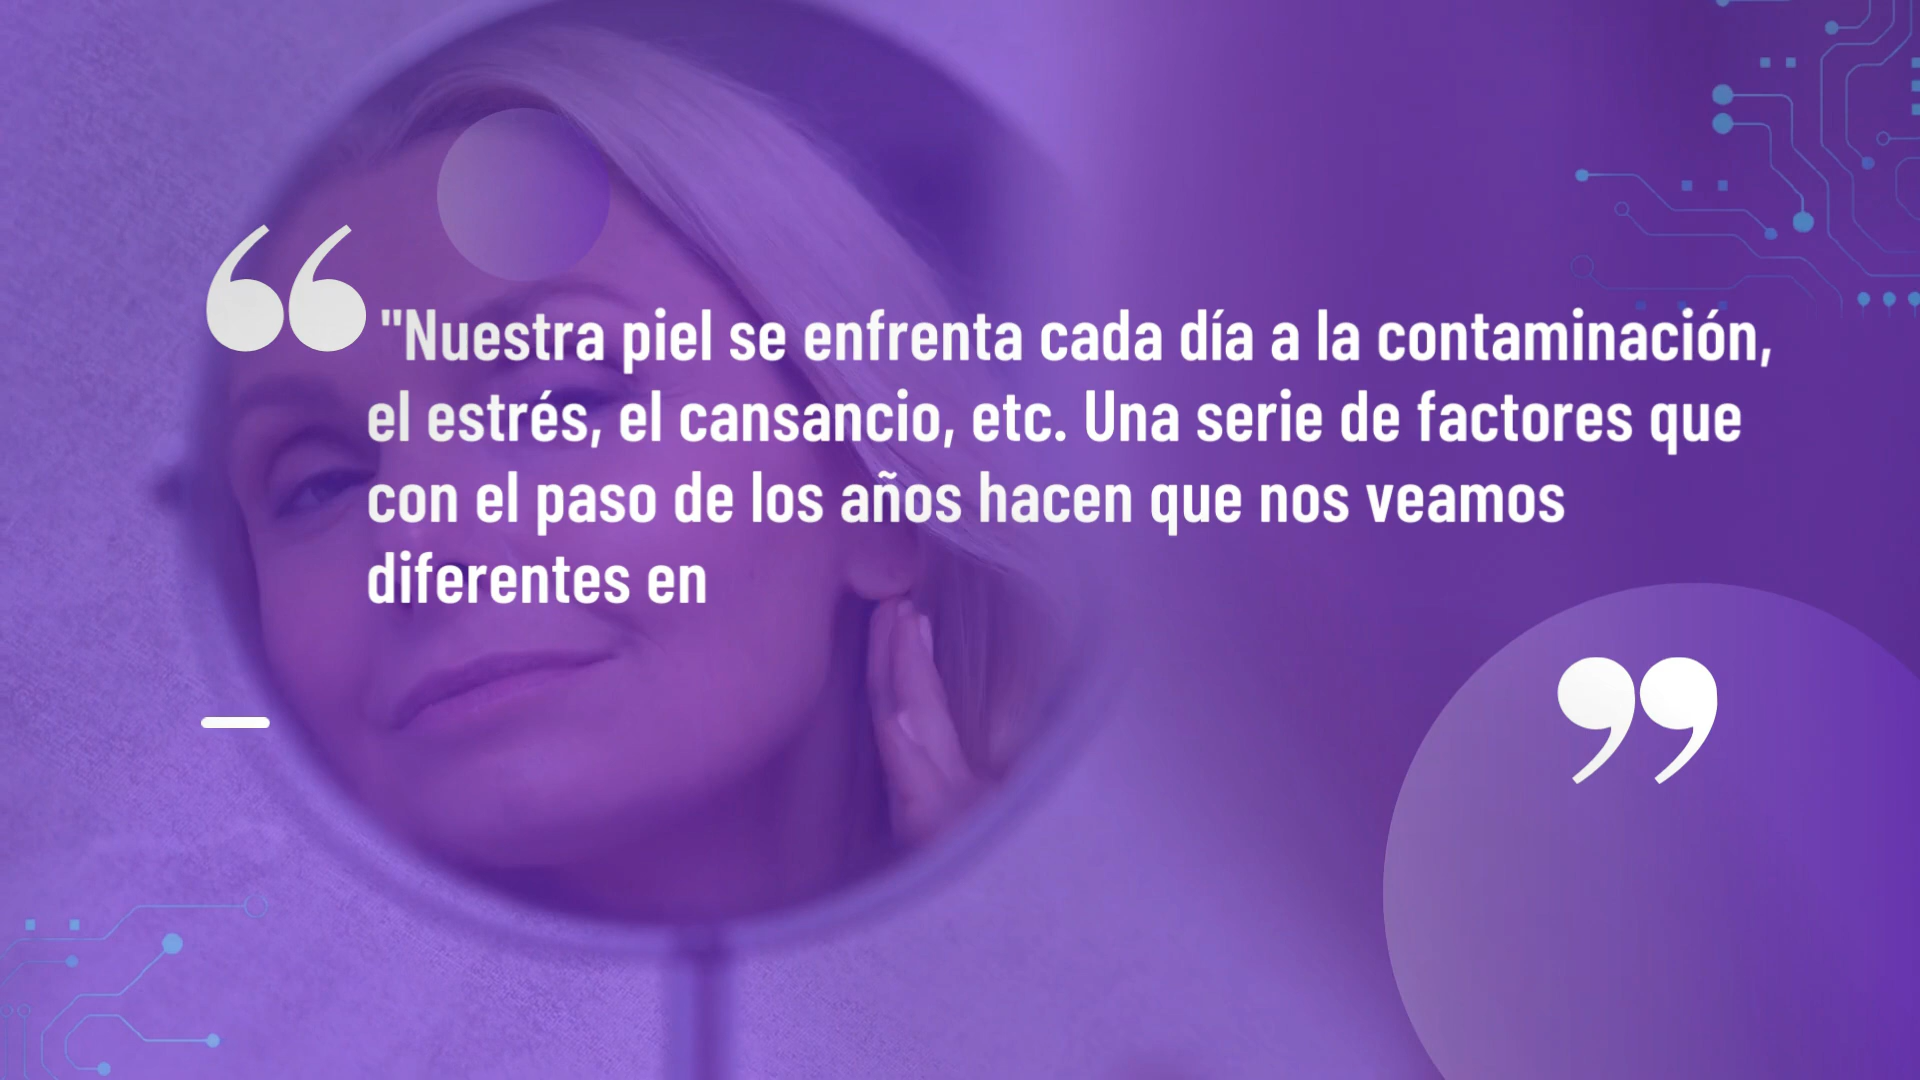 "Nuestra piel se enfrenta cada día a la contaminación,
el estrés, el cansancio, etc. Una serie de factores que
con el paso de los años hacen que nos veamos
diferentes en